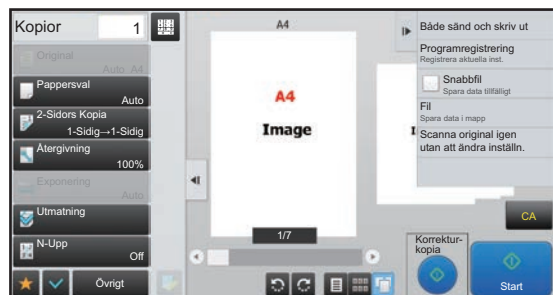 Kopior
1
Original
Auto A4
Pappersval
Auto
2-Sidors Kopia
1-Sidig→1-Sidig
Återgivning
100%
Exponering
Auto
Utmatning
N-Upp
Off
Övrigt
A4
A4
Image
I
1/7
Både sänd och skriv ut
Programregistrering
Registrera aktuella inst.
Snabbfil
Spara data tillfälligt
Fil
Spara data i mapp
Scanna original igen
utan att ändra inställn.
CA
Korrektur-
kopia
Start